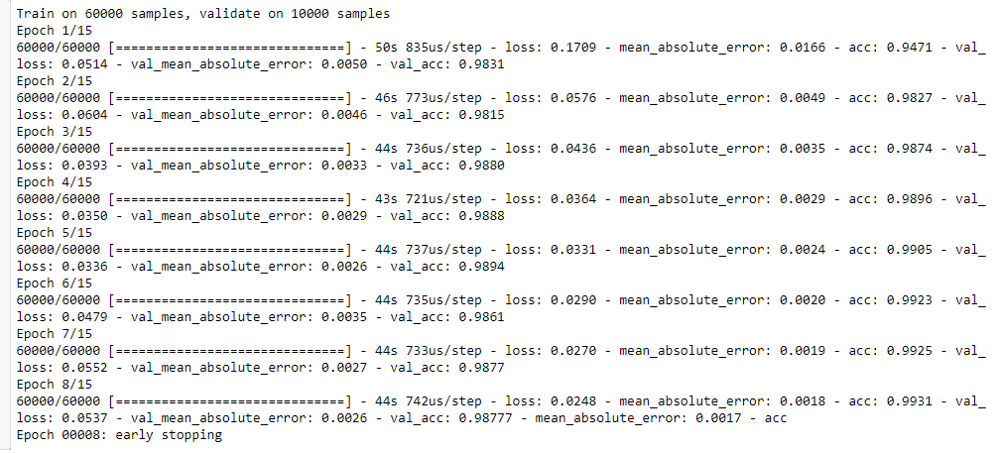 Train on 60000 samples, validate on 10000 samples
Epoch 1/15
60000/60000 [==============================] - 50s 835us/step - loss: 0.1709 - mean_absolute_error: 0.0166 - acc: 0.9471 - val_
loss: 0.0514 - val_mean_absolute_error: 0.0050 - val_acc: 0.9831
Epoch 2/15
60000/60000 [==============================] - 46s 773us/step - loss: 0.0576 - mean_absolute_error: 0.0049 - acc: 0.9827 - val_
loss: 0.0604 - val_mean_absolute_error: 0.0046 - val_acc: 0.9815
Epoch 3/15
60000/60000 [==============================] - 44s 736us/step - loss: 0.0436 - mean_absolute_error: 0.0035 - acc: 0.9874 - val_
loss: 0.0393 - val_mean_absolute_error: 0.0033 - val_acc: 0.9880
Epoch 4/15
60000/60000 [==============================] - 43s 721us/step - loss: 0.0364 - mean_absolute_error: 0.0029 - acc: 0.9896 - val_
loss: 0.0350 - val_mean_absolute_error: 0.0029 - val_acc: 0.9888
Epoch 5/15
60000/60000 [==============================] - 44s 737us/step - loss: 0.0331 - mean_absolute_error: 0.0024 - acc: 0.9905 - val_
loss: 0.0336 - val_mean_absolute_error: 0.0026 - val_acc: 0.9894
Epoch 6/15
60000/60000 [==============================] - 44s 735us/step - loss: 0.0290 - mean_absolute_error: 0.0020 - acc: 0.9923 - val_
loss: 0.0479 - val_mean_absolute_error: 0.0035 - val_acc: 0.9861
Epoch 7/15
60000/60000 [==============================] - 44s 733us/step - loss: 0.0270 - mean_absolute_error: 0.0019 - acc: 0.9925 - val_
loss: 0.0552 - val_mean_absolute_error: 0.0027 - val_acc: 0.9877
Epoch 8/15
60000/60000 [==============================] - 44s 742us/step - loss: 0.0248 - mean_absolute_error: 0.0018 - acc: 0.9931 - val_
loss: 0.0537 - val_mean_absolute_error: 0.0026 - val_acc: 0.98777 - mean_absolute_error: 0.0017 - acc
Epoch 00008: early stopping